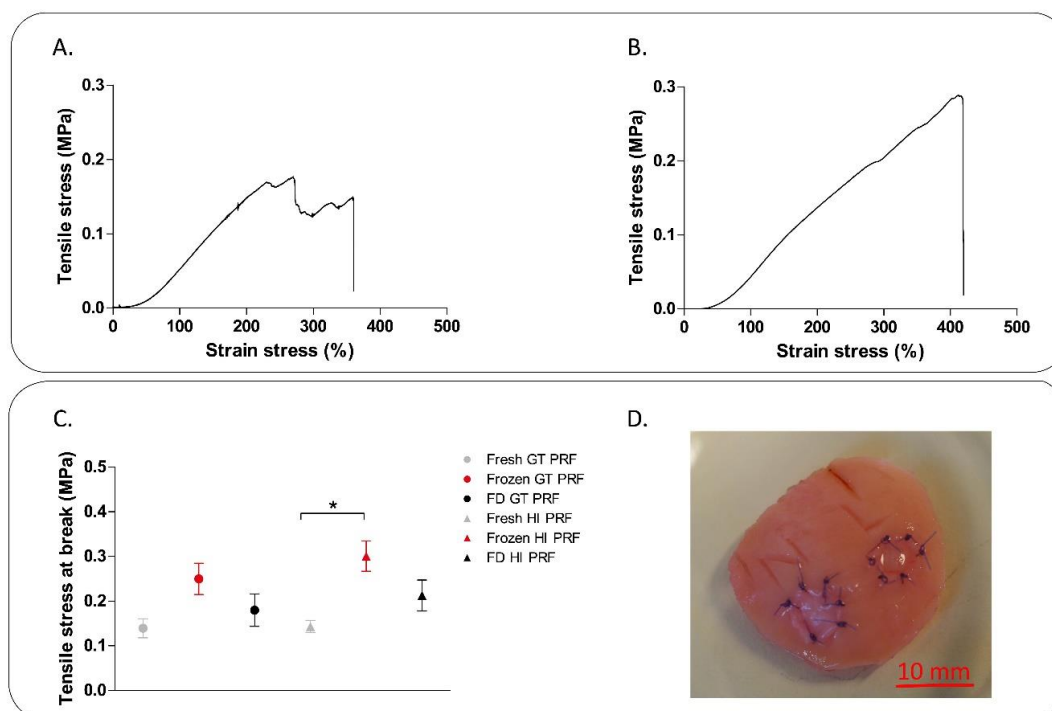 A.
B.
0.3
0.2
0.1
0.0
Tensile stress (MPa)
0 100 200 300 400 500
Strain stress (%)
0.3
0.2
0.1
0.0
Tensile stress (MPa)
0 100 200 300 400 500
Strain stress (%)
C.
D.
0.5
0.4
0.3
0.2
0.1
0.0
Tensile stress at break (MPa)
*
Fresh GT PRF
Frozen GT PRF
FD GT PRF
Fresh HI PRF
Frozen HI PRF
FD HI PRF
10 mm